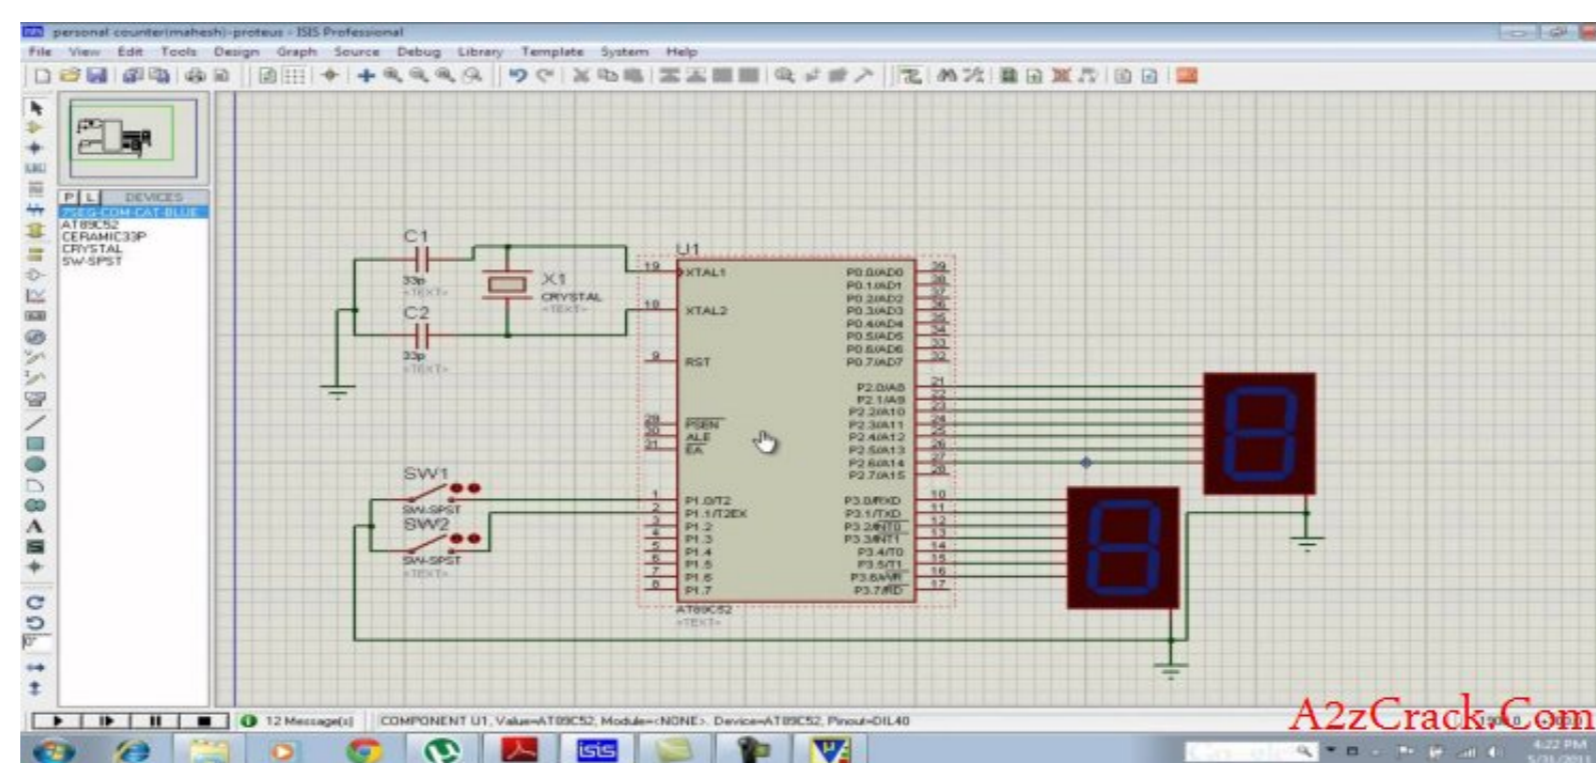 personal counter(mahesh)-proteus - ISIS Professional
File View Edit Tools Design Graph Source Debug Library Template System Help
P L DEVICES
7SEG-COM-CAT-BLUE
AT89C52
CERAMIC33P
CRYSTAL
SW-SPST
C1
33p
<TEXT>
X1
CRYSTAL
<TEXT>
C2
33p
<TEXT>
SW1
SW-SPST
SW2
SW-SPST
<TEXT>
U1
19 XTAL1 P0.0/AD0 39
P0.1/AD1 38
P0.2/AD2 37
18 XTAL2 P0.3/AD3 36
P0.4/AD4 35
P0.5/AD5 34
P0.6/AD6 33
9 RST P0.7/AD7 32
P2.0/A8 21
P2.1/A9 22
P2.2/A10 23
29 PSEN P2.3/A11 24
30 ALE P2.4/A12 25
31 EA P2.5/A13 26
P2.6/A14 27
P2.7/A15 28
1 P1.0/T2 P3.0/RXD 10
2 P1.1/T2EX P3.1/TXD 11
3 P1.2 P3.2/INT0 12
4 P1.3 P3.3/INT1 13
5 P1.4 P3.4/T0 14
6 P1.5 P3.5/T1 15
7 P1.6 P3.6/WR 16
8 P1.7 P3.7/RD 17
AT89C52
<TEXT>
12 Message(s) COMPONENT U1, Value=AT89C52, Module=<NONE>, Device=AT89C52, Pinout=DIL40
A2zCrack.Com
isis
4:22 PM